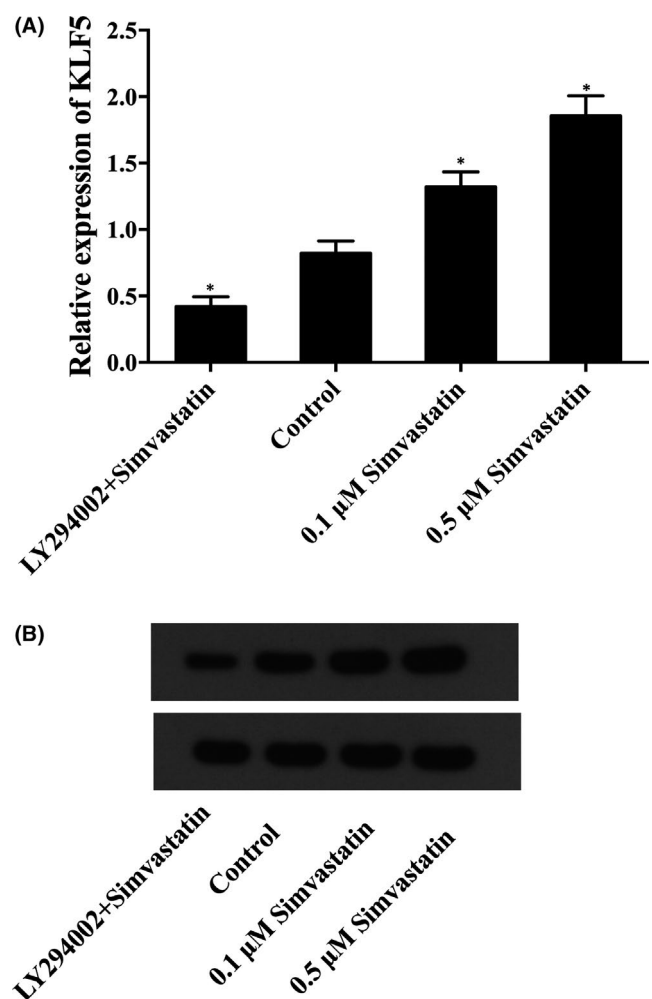 (A)
Relative expression of KLF5
2.5
2.0
1.5
1.0
0.5
0.0
*
*
*
LY294002+Simvastatin
Control
0.1 µM Simvastatin
0.5 µM Simvastatin
(B)
LY294002+Simvastatin
Control
0.1 µM Simvastatin
0.5 µM Simvastatin